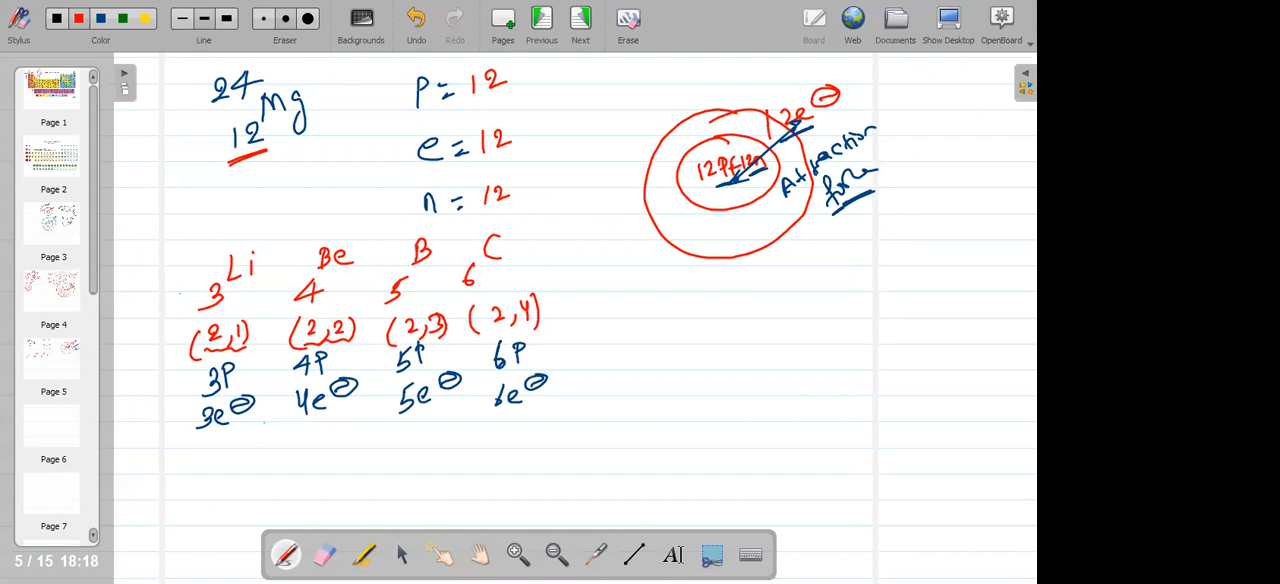 Stylus
Color
Line
Eraser
Backgrounds
Undo
Redo
Pages
Previous
Next
Erase
Board
Web
Documents
Show Desktop
OpenBoard
Page 1
Page 2
Page 3
Page 4
Page 5
Page 6
Page 7
5 / 15 18:18
24
Mg
12
p = 12
e = 12
n = 12
12e⊖
12P+12n
Attraction
force
Li Be B C
3 4 5 6
(2,1) (2,2) (2,3) (2,4)
3P 4P 5P 6P
3e⊖ 4e⊖ 5e⊖ 6e⊖
A